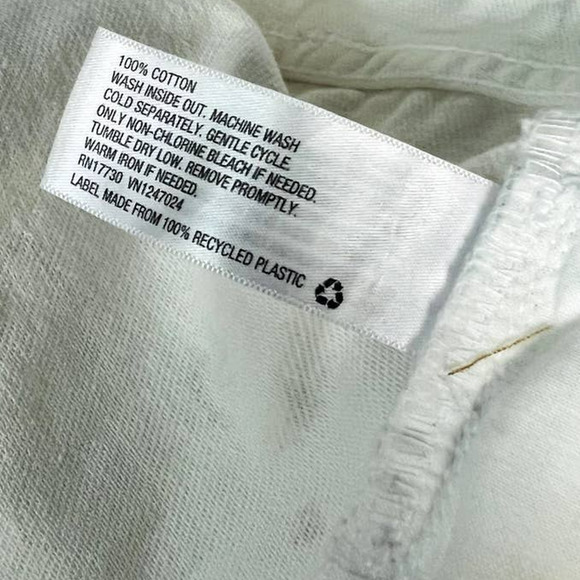 100% COTTON
WASH INSIDE OUT. MACHINE WASH
COLD SEPARATELY. GENTLE CYCLE.
ONLY NON-CHLORINE BLEACH IF NEEDED.
TUMBLE DRY LOW. REMOVE PROMPTLY.
WARM IRON IF NEEDED.
RN17730 VN1247024
LABEL MADE FROM 100% RECYCLED PLASTIC